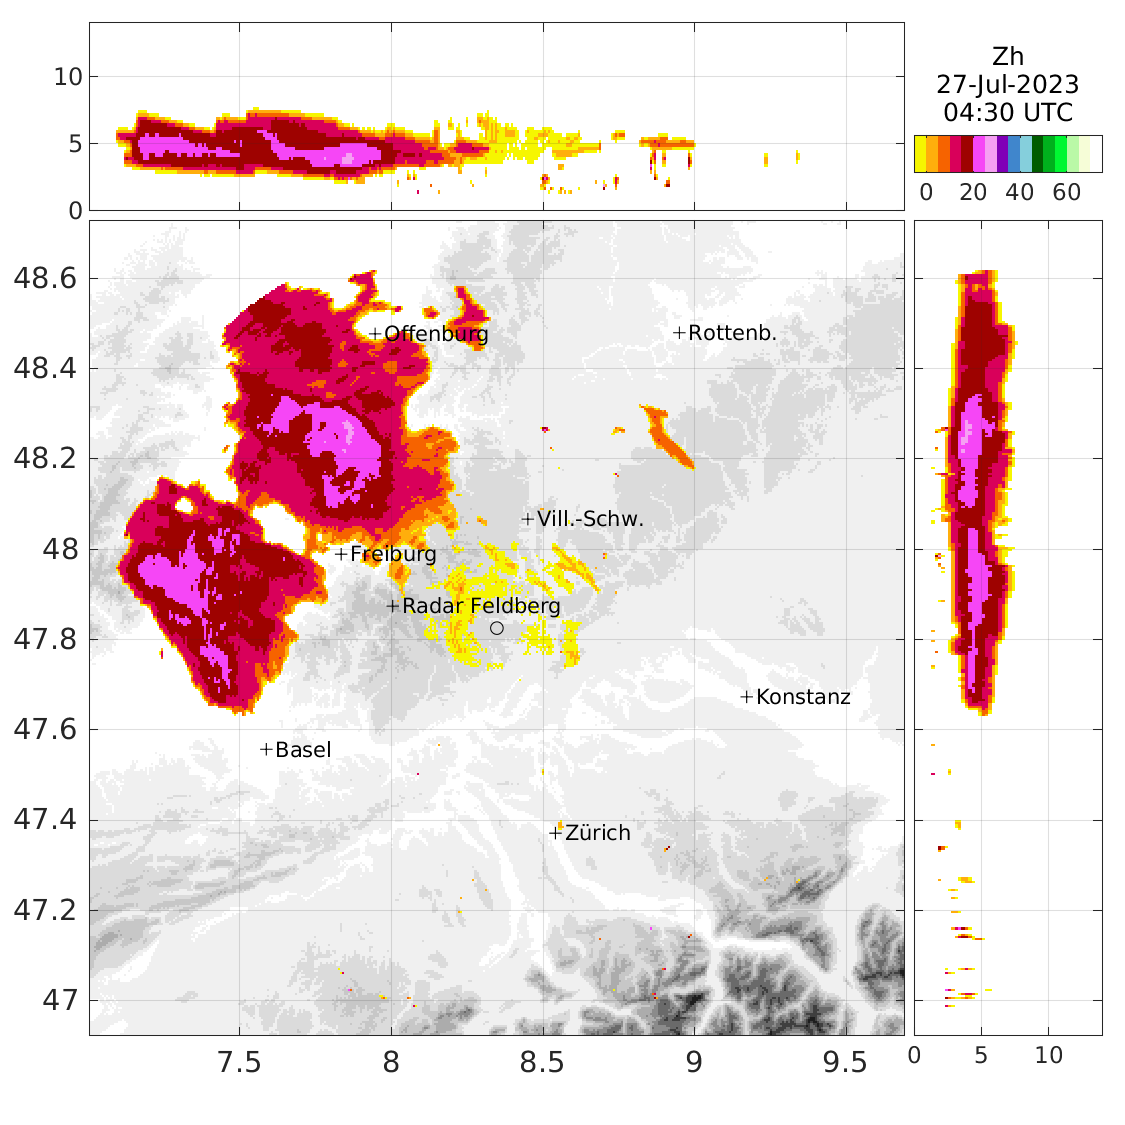 10
5
0
Zh
27-Jul-2023
04:30 UTC
0 20 40 60
48.6
48.4
48.2
48
47.8
47.6
47.4
47.2
47
Offenburg
Rottenb.
Vill.-Schw.
Freiburg
Radar Feldberg
Konstanz
Basel
Zürich
7.5 8 8.5 9 9.5
0 5 10